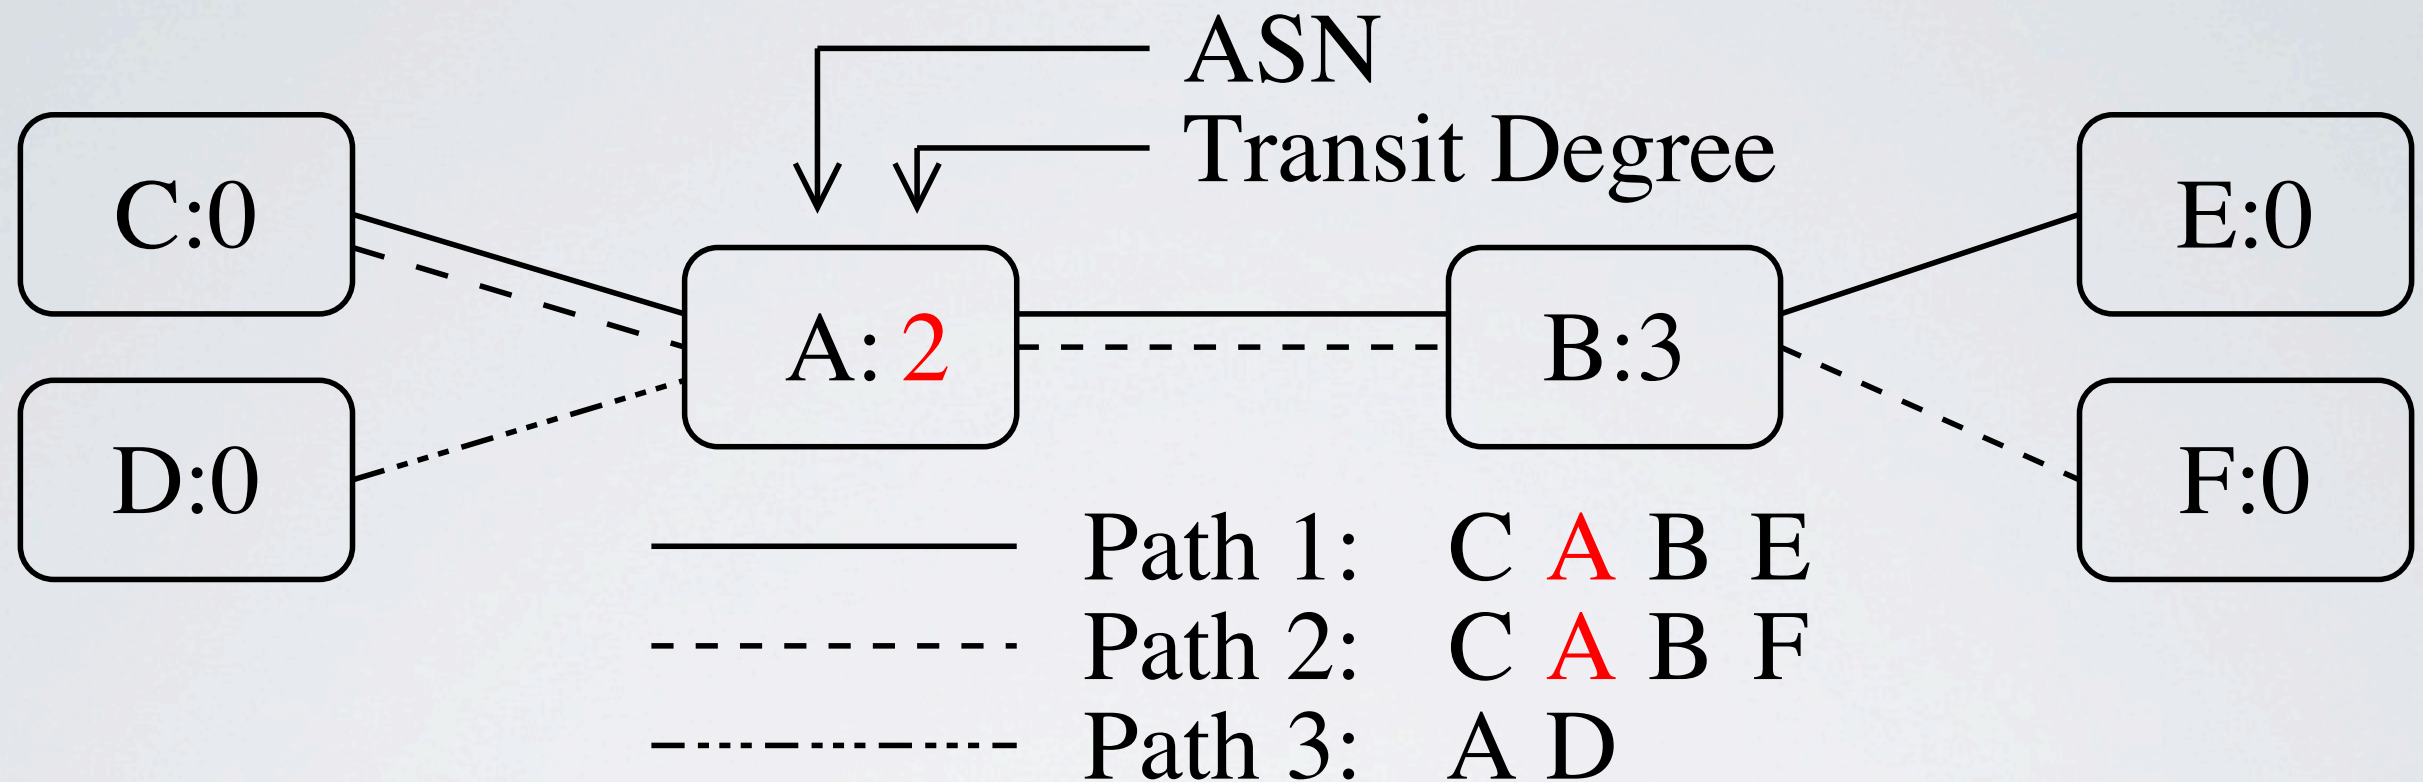 ASN
Transit Degree
C:0
E:0
A: 2
B:3
D:0
F:0
Path 1: C A B E
Path 2: C A B F
Path 3: A D